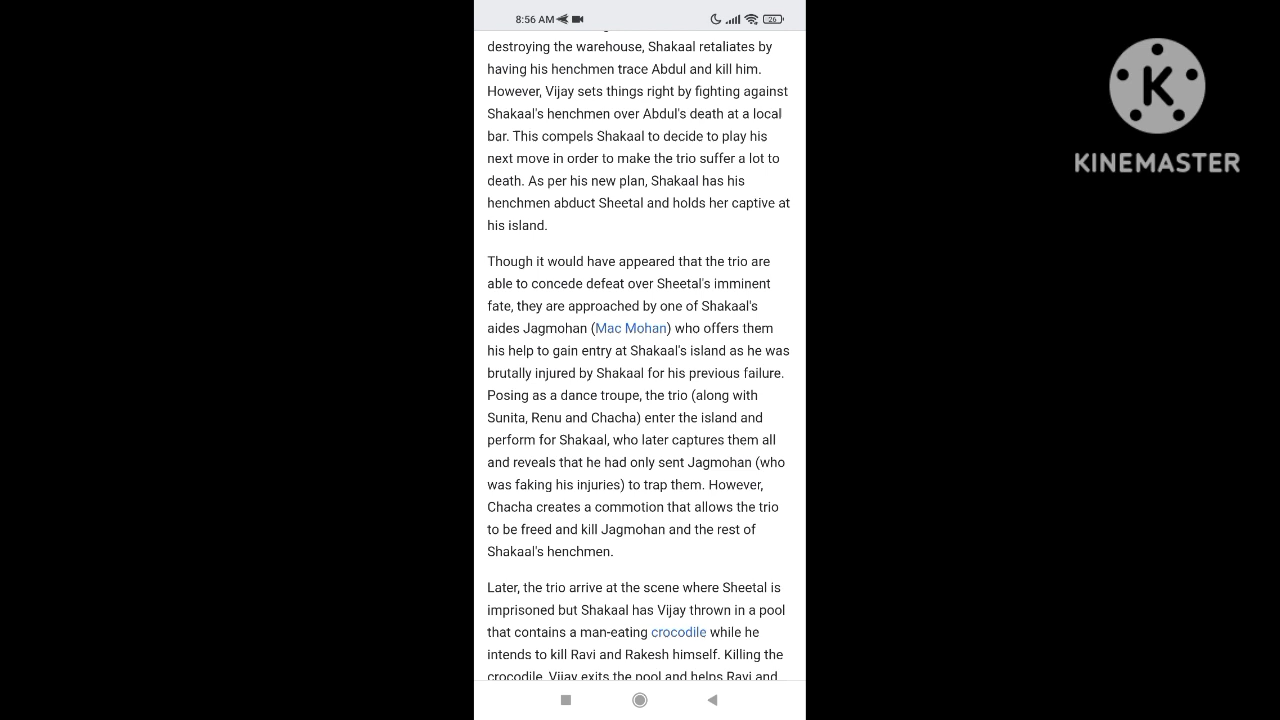 8:56 AM
26
destroying the warehouse, Shakaal retaliates by
having his henchmen trace Abdul and kill him.
However, Vijay sets things right by fighting against
Shakaal's henchmen over Abdul's death at a local
bar. This compels Shakaal to decide to play his
next move in order to make the trio suffer a lot to
death. As per his new plan, Shakaal has his
henchmen abduct Sheetal and holds her captive at
his island.
Though it would have appeared that the trio are
able to concede defeat over Sheetal's imminent
fate, they are approached by one of Shakaal's
aides Jagmohan (Mac Mohan) who offers them
his help to gain entry at Shakaal's island as he was
brutally injured by Shakaal for his previous failure.
Posing as a dance troupe, the trio (along with
Sunita, Renu and Chacha) enter the island and
perform for Shakaal, who later captures them all
and reveals that he had only sent Jagmohan (who
was faking his injuries) to trap them. However,
Chacha creates a commotion that allows the trio
to be freed and kill Jagmohan and the rest of
Shakaal's henchmen.
Later, the trio arrive at the scene where Sheetal is
imprisoned but Shakaal has Vijay thrown in a pool
that contains a man-eating crocodile while he
intends to kill Ravi and Rakesh himself. Killing the
crocodile, Vijay exits the pool and helps Ravi and
K
KINEMASTER